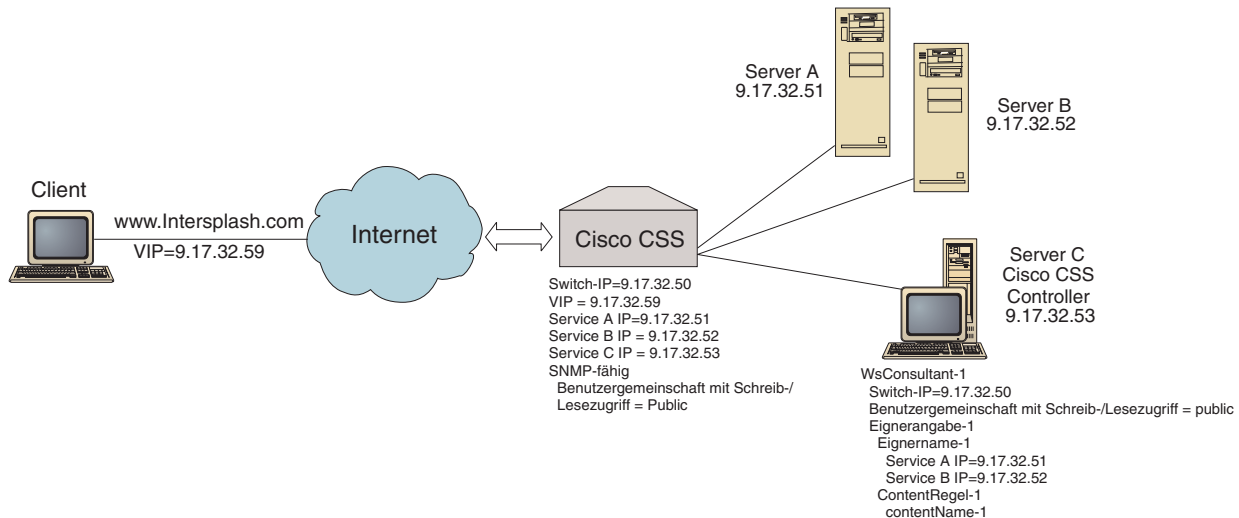 Client
www.Intersplash.com
VIP=9.17.32.59
Internet
Cisco CSS
Switch-IP=9.17.32.50
VIP = 9.17.32.59
Service A IP=9.17.32.51
Service B IP = 9.17.32.52
Service C IP = 9.17.32.53
SNMP-fähig
Benutzergemeinschaft mit Schreib-/
Lesezugriff = Public
Server A
9.17.32.51
Server B
9.17.32.52
Server C
Cisco CSS
Controller
9.17.32.53
WsConsultant-1
Switch-IP=9.17.32.50
Benutzergemeinschaft mit Schreib-/Lesezugriff = public
Eignerangabe-1
Eignername-1
Service A IP=9.17.32.51
Service B IP=9.17.32.52
ContentRegel-1
contentName-1